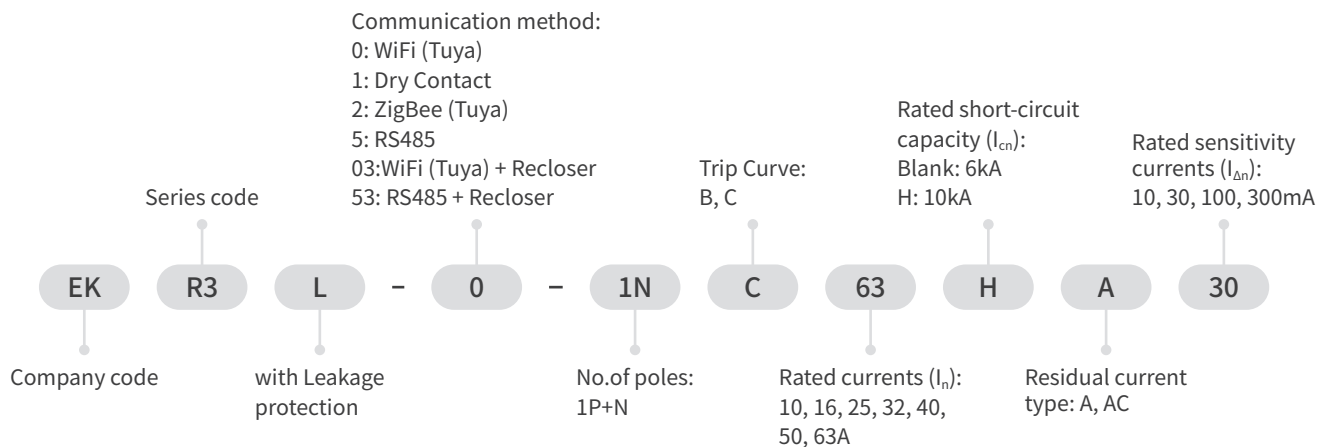 Communication method:
0: WiFi (Tuya)
1: Dry Contact
2: ZigBee (Tuya)
5: RS485
03:WiFi (Tuya) + Recloser
53: RS485 + Recloser
Series code
Trip Curve:
B, C
Rated short-circuit
capacity (Icn):
Blank: 6kA
H: 10kA
Rated sensitivity
currents (IΔn):
10, 30, 100, 300mA
EK R3 L - 0 - 1N C 63 H A 30
Company code
with Leakage
protection
No.of poles:
1P+N
Rated currents (In):
10, 16, 25, 32, 40,
50, 63A
Residual current
type: A, AC